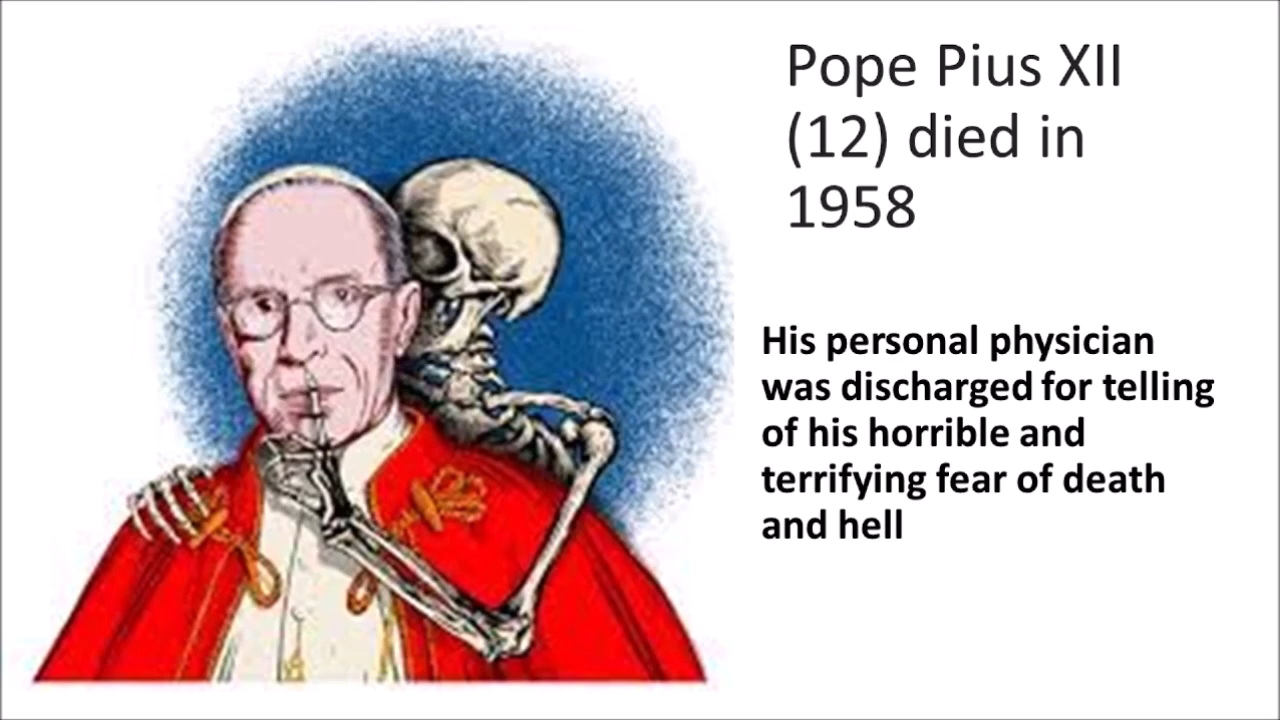 Pope Pius XII
(12) died in
1958
His personal physician
was discharged for telling
of his horrible and
terrifying fear of death
and hell